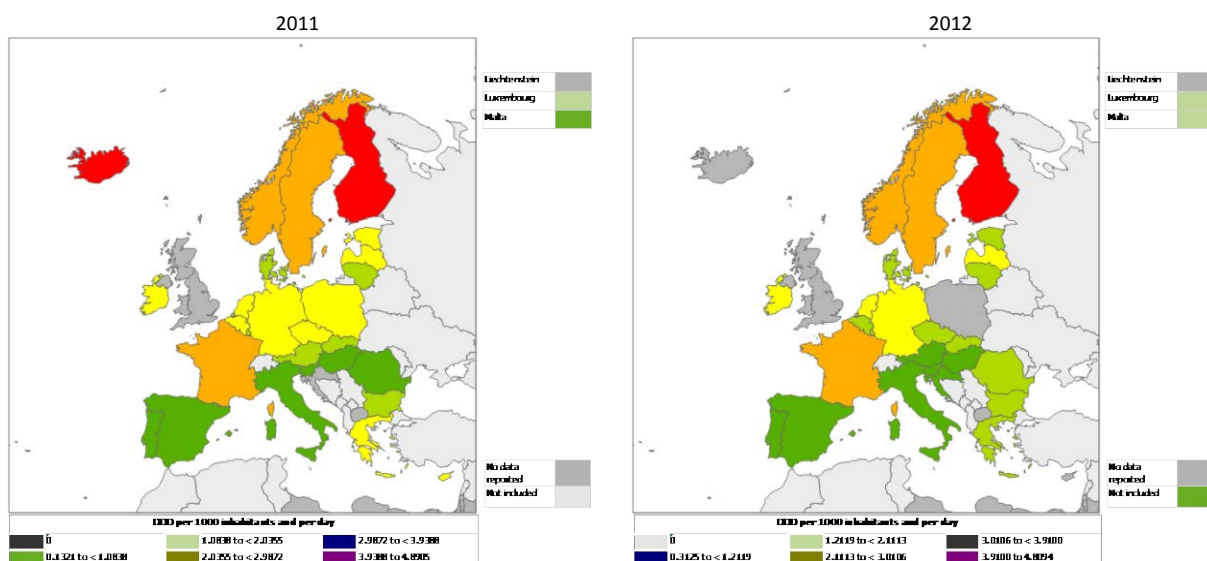 2011
2012
Liechtenstein
Luxembourg
Malta
Liechtenstein
Luxembourg
Malta
No data
reported
Not included
No data
reported
Not included
DDD per 1000 inhabitants and per day
0
1.0838 to < 2.0355
2.9872 to < 3.9388
0.1321 to < 1.0838
2.0355 to < 2.9872
3.9388 to 4.8905
DDD per 1000 inhabitants and per day
0
1.2119 to < 2.1113
3.0106 to < 3.9100
0.3125 to < 1.2119
2.1113 to < 3.0106
3.9100 to 4.8094